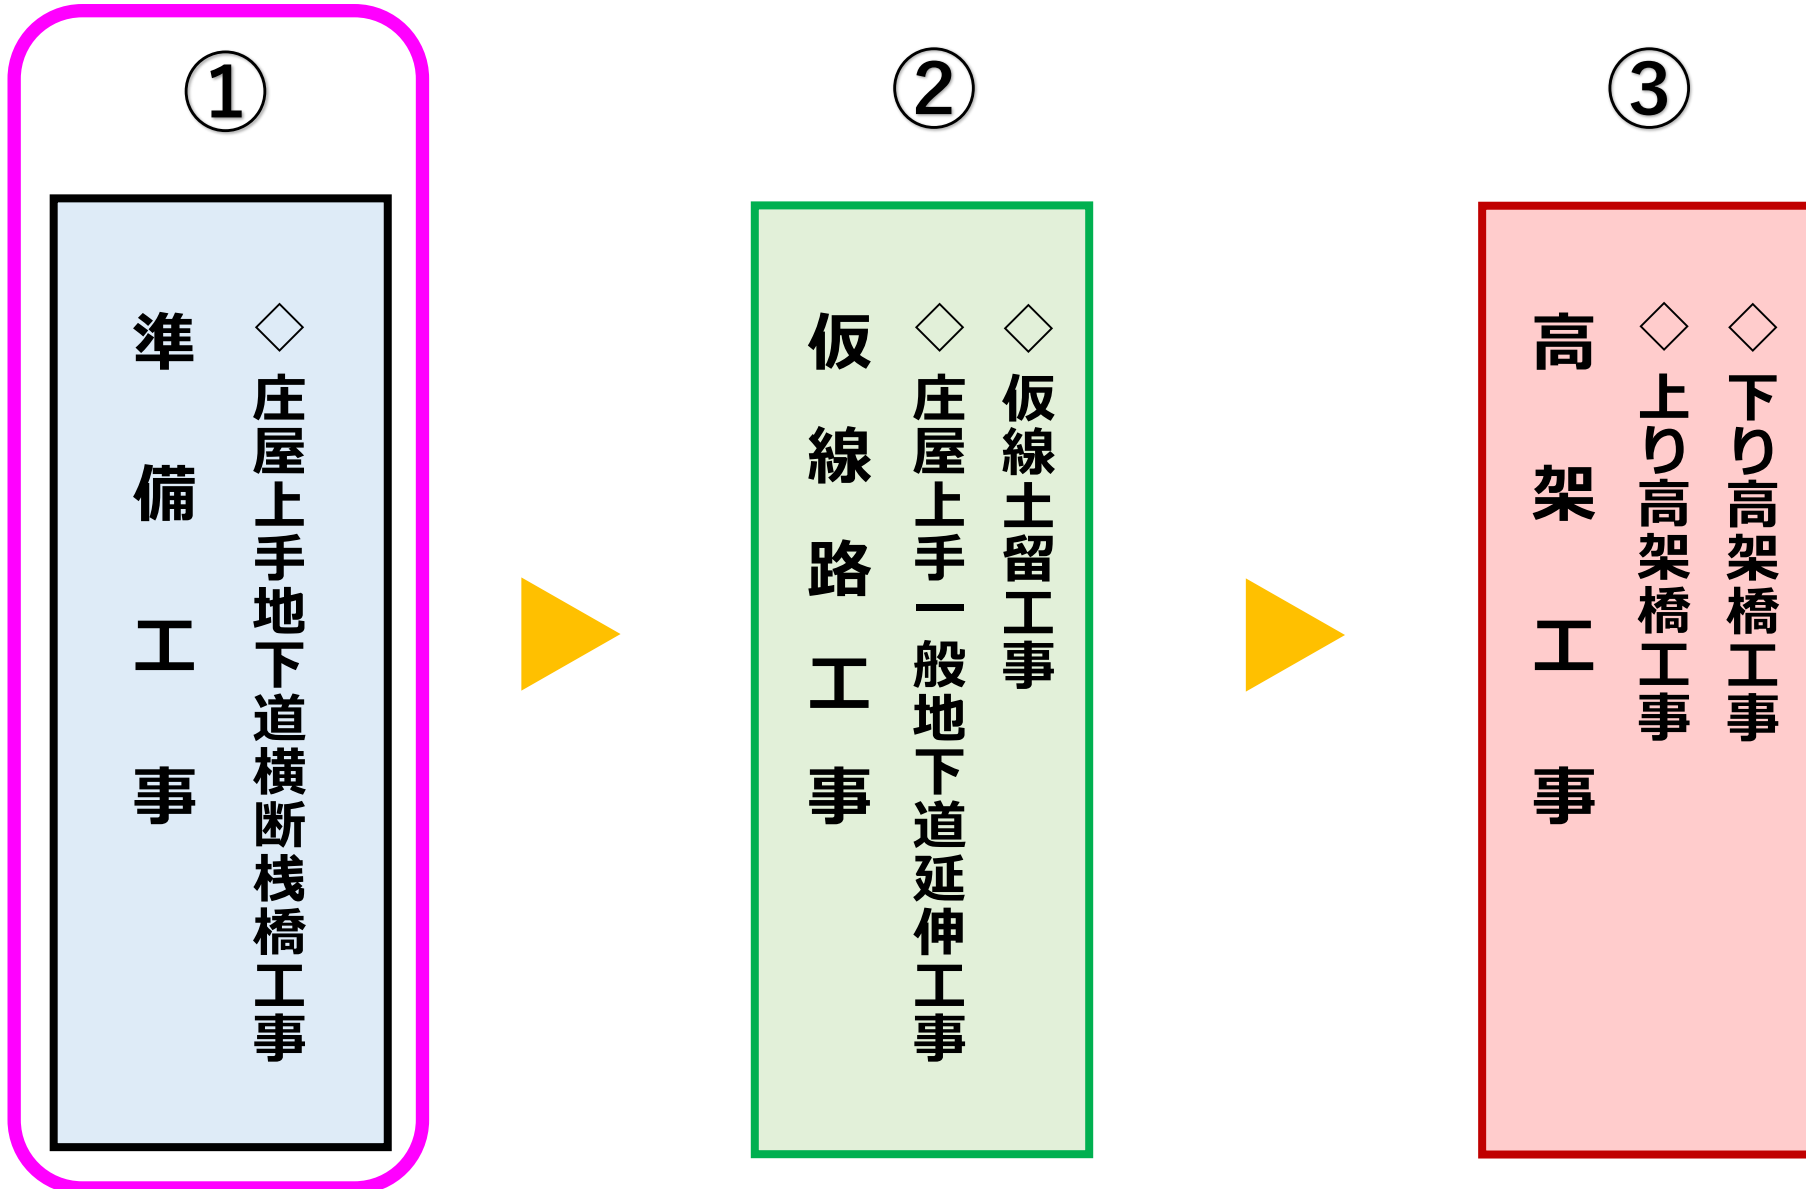 ①
準備工事
◇庄屋上手地下道横断桟橋工事
②
仮線路工事
◇庄屋上手一般地下道延伸工事
◇仮線土留工事
③
高架工事
◇上り高架橋工事
◇下り高架橋工事